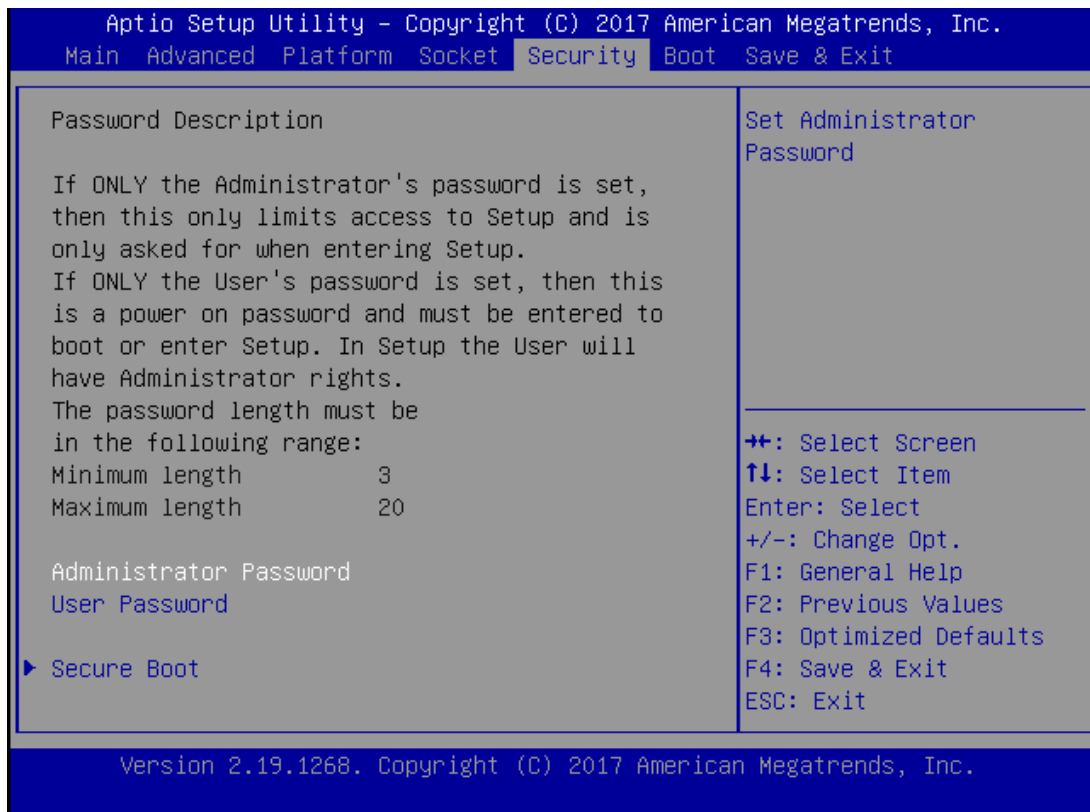 Aptio Setup Utility – Copyright (C) 2017 American Megatrends, Inc.
Main Advanced Platform Socket Security Boot Save & Exit
Password Description
If ONLY the Administrator's password is set,
then this only limits access to Setup and is
only asked for when entering Setup.
If ONLY the User's password is set, then this
is a power on password and must be entered to
boot or enter Setup. In Setup the User will
have Administrator rights.
The password length must be
in the following range:
Minimum length 3
Maximum length 20
Administrator Password
User Password
Secure Boot
Set Administrator
Password
→←: Select Screen
↑↓: Select Item
Enter: Select
+/-: Change Opt.
F1: General Help
F2: Previous Values
F3: Optimized Defaults
F4: Save & Exit
ESC: Exit
Version 2.19.1268. Copyright (C) 2017 American Megatrends, Inc.